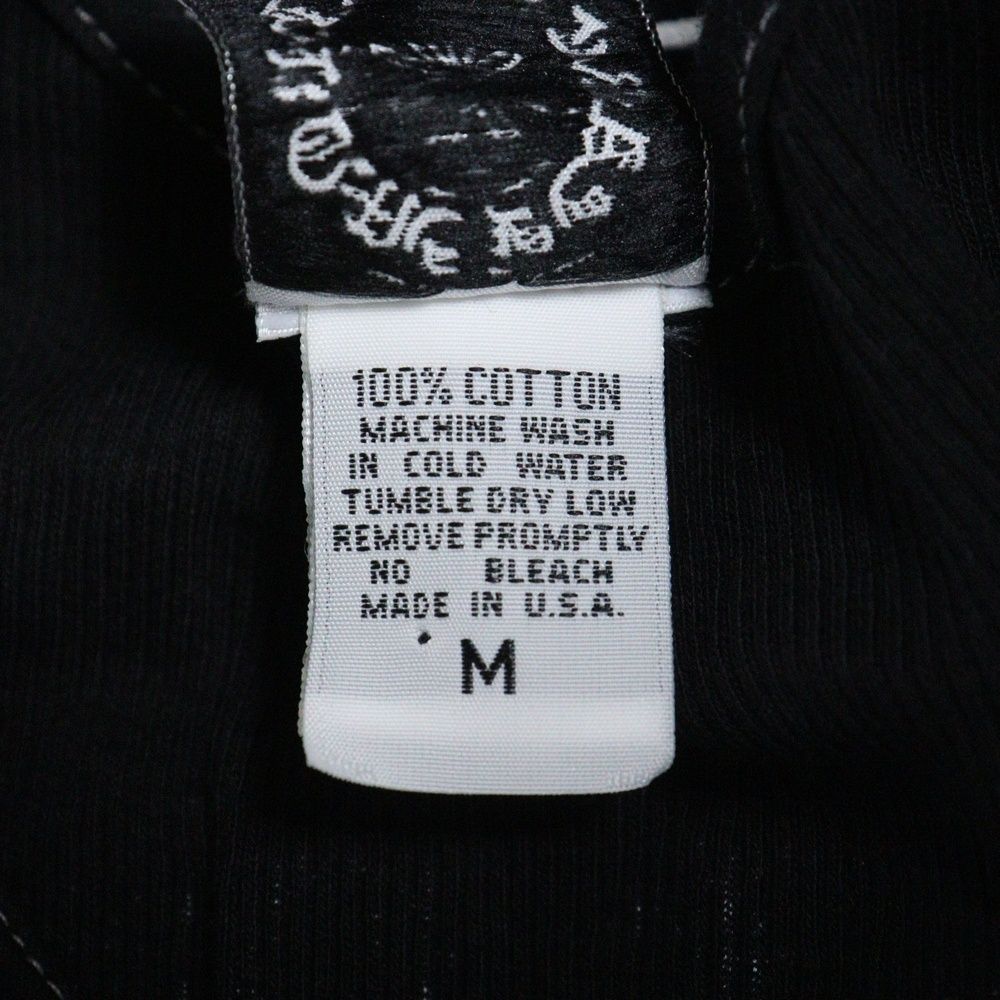 100% COTTON
MACHINE WASH
IN COLD WATER
TUMBLE DRY LOW
REMOVE PROMPTLY
NO BLEACH
MADE IN U.S.A.
M